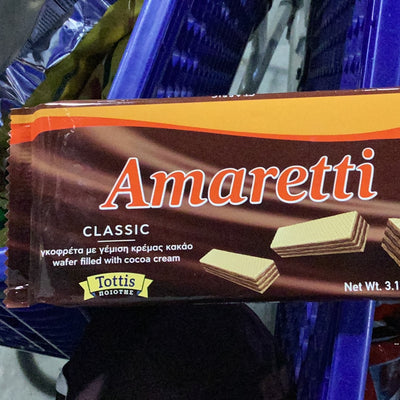 Amaretti
CLASSIC
γκοφρέτα με γέμιση κρέμας κακάο
wafer filled with cocoa cream
Tottis
ΠΟΙΟΤΗΣ
Net Wt. 3.1